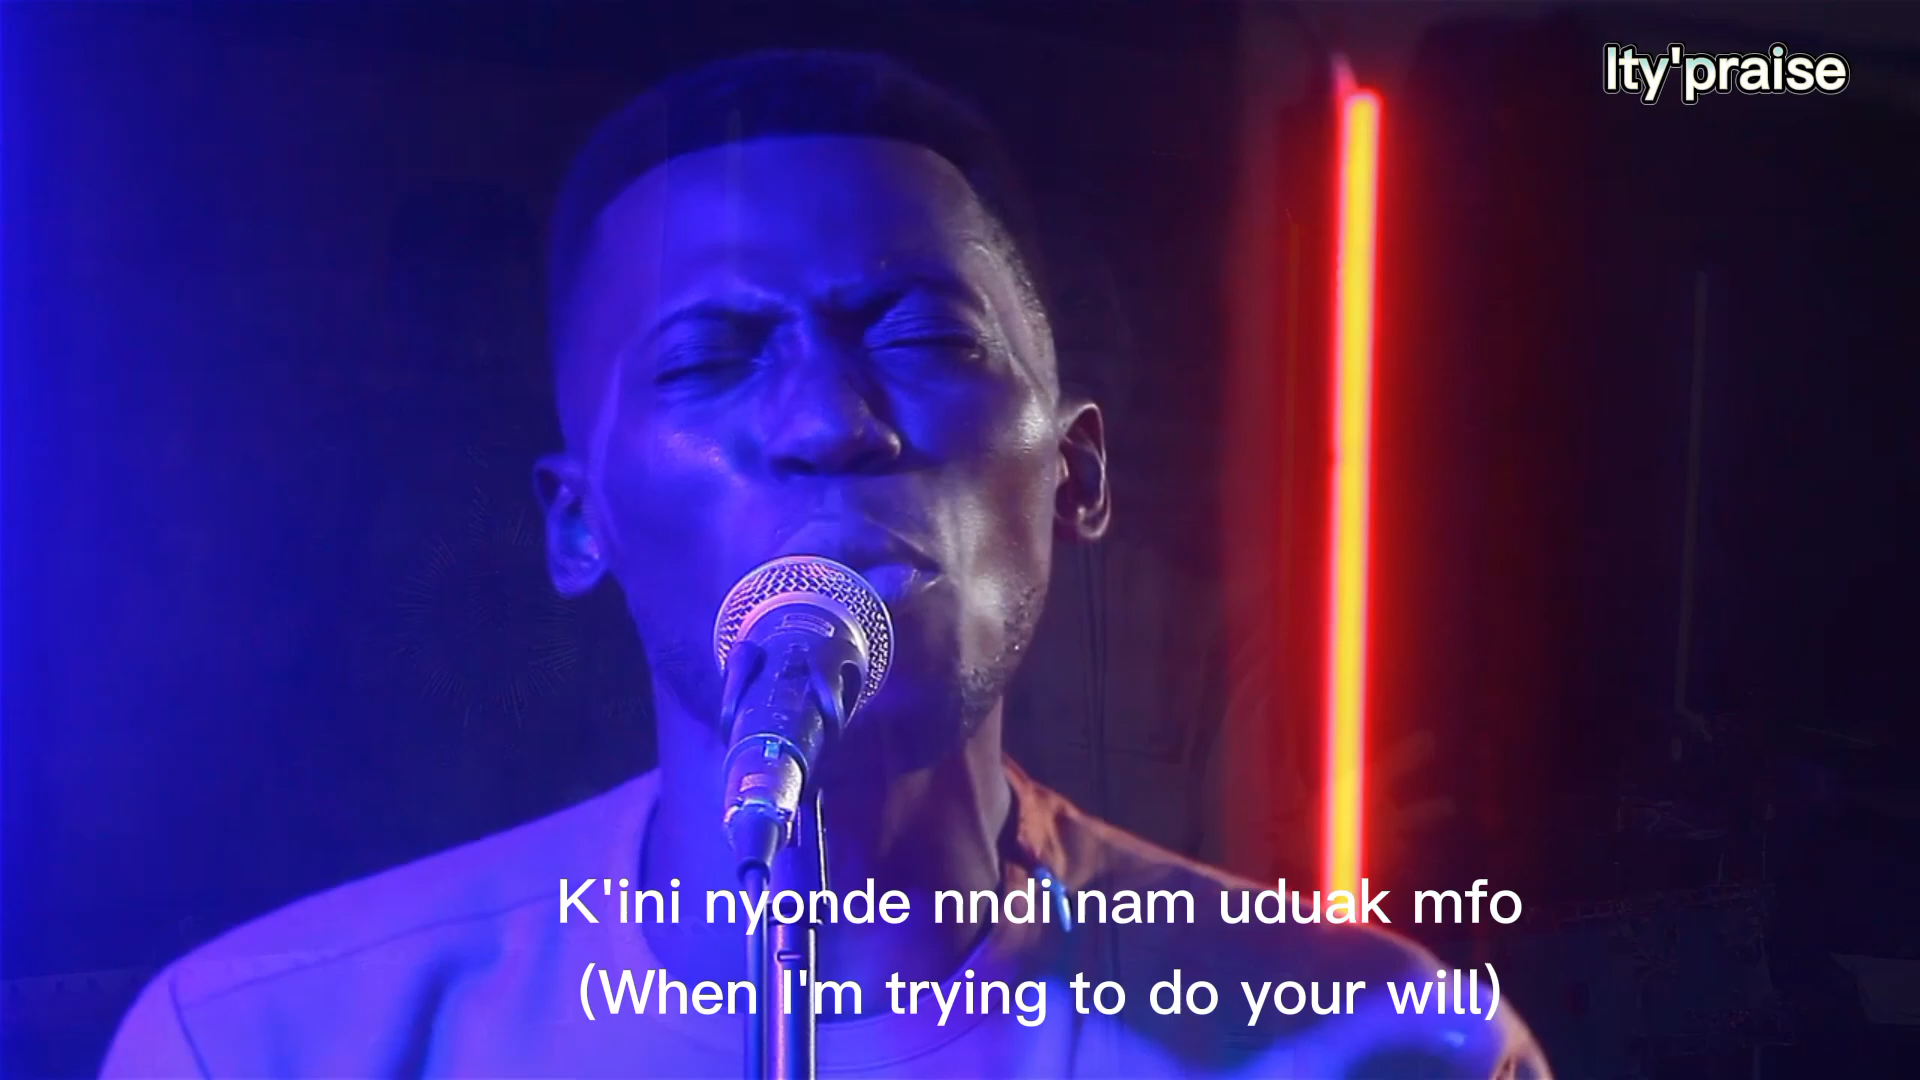 Ity'praise
K'ini nyonde nndi nam uduak mfo
(When I'm trying to do your will)